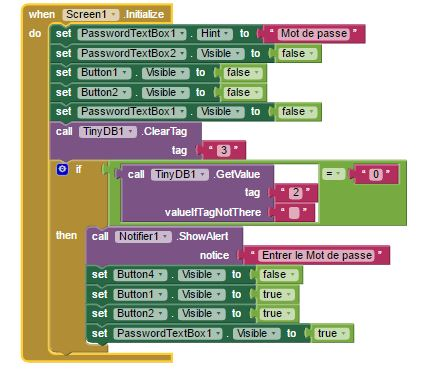 when Screen1 .Initialize
do set PasswordTextBox1 . Hint to " Mot de passe "
set PasswordTextBox2 . Visible to false
set Button1 . Visible to false
set Button2 . Visible to false
set PasswordTextBox1 . Visible to false
call TinyDB1 .ClearTag
tag " 3 "
if call TinyDB1 .GetValue = " 0 "
tag " 2 "
valueIfTagNotThere " "
then call Notifier1 .ShowAlert
notice " Entrer le Mot de passe "
set Button4 . Visible to false
set Button1 . Visible to true
set Button2 . Visible to true
set PasswordTextBox1 . Visible to true